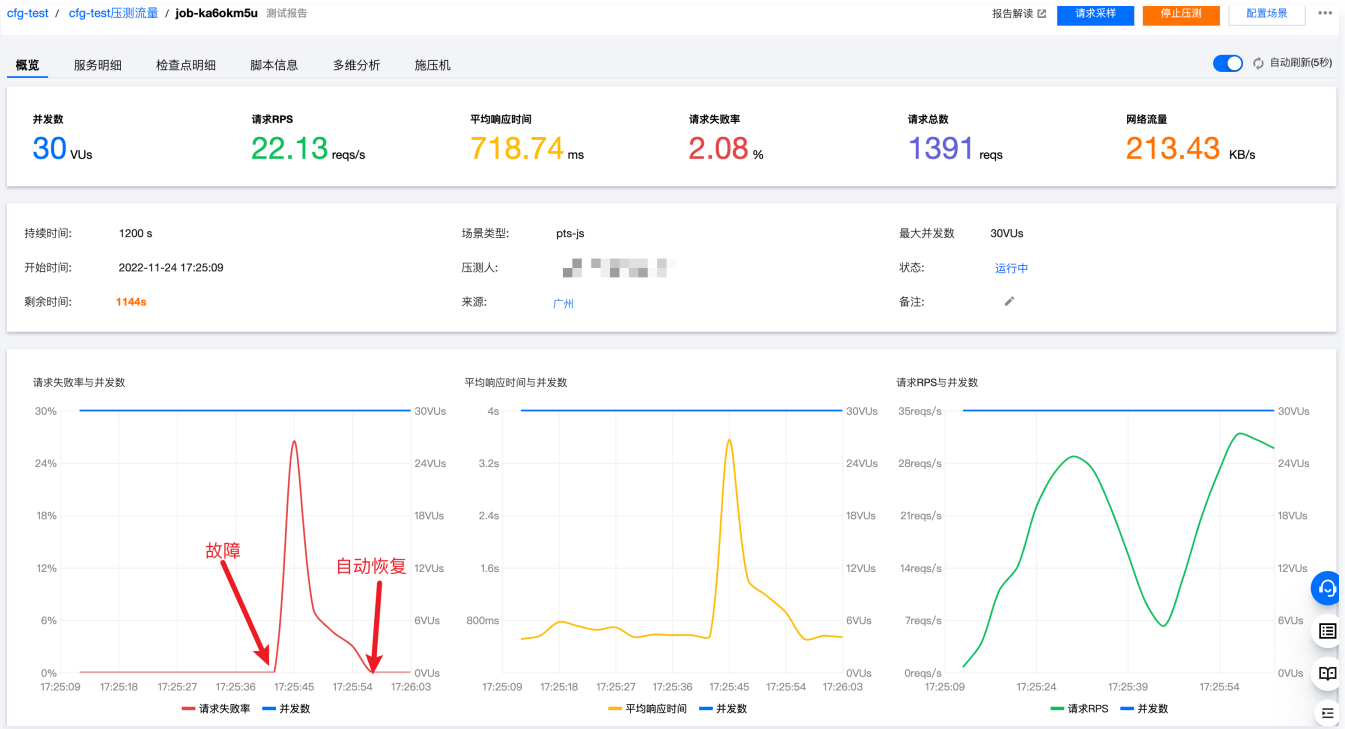 cfg-test / cfg-test压测流量 / job-ka6okm5u 测试报告 报告解读 请求采样 停止压测 配置场景
概览 服务明细 检查点明细 脚本信息 多维分析 施压机 自动刷新(5秒)
并发数 请求RPS 平均响应时间 请求失败率 请求总数 网络流量
30 VUs 22.13 reqs/s 718.74 ms 2.08 % 1391 reqs 213.43 KB/s
持续时间: 1200 s 场景类型: pts-js 最大并发数 30VUs
开始时间: 2022-11-24 17:25:09 压测人: 状态: 运行中
剩余时间: 1144s 来源: 广州 备注:
请求失败率与并发数
30% 30VUs
24% 24VUs
18% 18VUs
12% 12VUs
6% 6VUs
0% 0VUs
故障
自动恢复
17:25:09 17:25:18 17:25:27 17:25:36 17:25:45 17:25:54 17:26:03
请求失败率 并发数
平均响应时间与并发数
4s 30VUs
3.2s 24VUs
2.4s 18VUs
1.6s 12VUs
800ms 6VUs
0VUs
17:25:09 17:25:18 17:25:27 17:25:36 17:25:45 17:25:54 17:26:03
平均响应时间 并发数
请求RPS与并发数
35reqs/s 30VUs
28reqs/s 24VUs
21reqs/s 18VUs
14reqs/s 12VUs
7reqs/s 6VUs
0reqs/s 0VUs
17:25:09 17:25:24 17:25:39 17:25:54
请求RPS 并发数